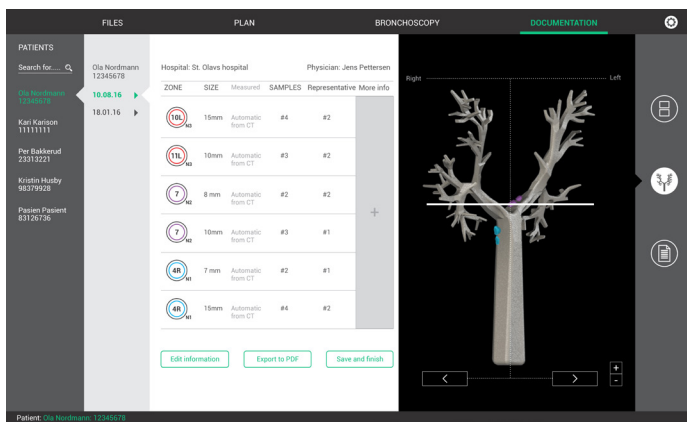 FILES PLAN BRONCHOSCOPY DOCUMENTATION
PATIENTS
Search for.....
Ola Nordmann
12345678
Kari Karison
11111111
Per Bakkerud
23313221
Kristin Husby
98379928
Pasien Pasient
83126736
Ola Nordmann
12345678
10.08.16
18.01.16
Hospital: St. Olavs hospital Physician: Jens Pettersen
ZONE SIZE Measured SAMPLES Representative More info
10L N3 15mm Automatic from CT #4 #2
11L N3 10mm Automatic from CT #3 #2
7 N2 8 mm Automatic from CT #2 #2
7 N2 10mm Automatic from CT #3 #1
4R N1 7 mm Automatic from CT #2 #1
4R N1 15mm Automatic from CT #4 #2
+
Edit information Export to PDF Save and finish
Right Left
< >
+
-
Patient: Ola Nordmann: 12345678